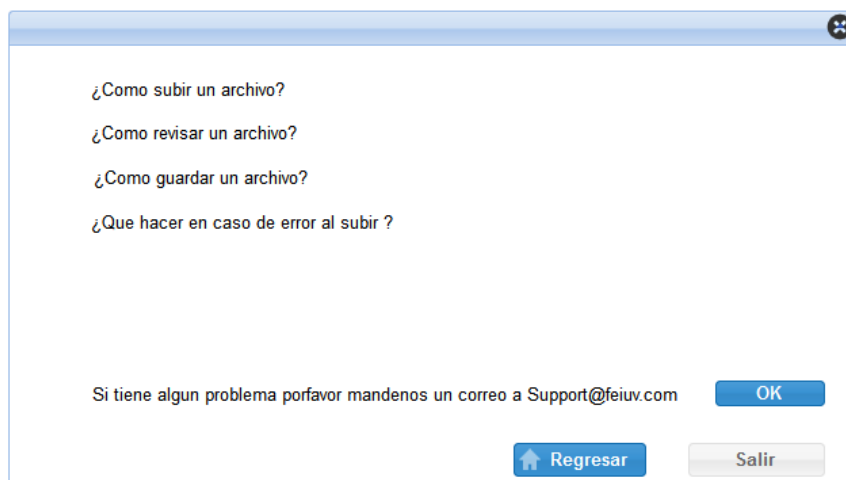 ¿Como subir un archivo?
¿Como revisar un archivo?
¿Como guardar un archivo?
¿Que hacer en caso de error al subir ?
Si tiene algun problema porfavor mandenos un correo a Support@feiuv.com
OK
Regresar
Salir